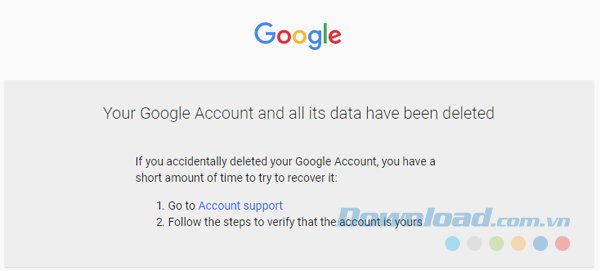 Google
Your Google Account and all its data have been deleted
If you accidentally deleted your Google Account, you have a
short amount of time to try to recover it:
1. Go to Account support
2. Follow the steps to verify that the account is yours
Download.com.vn